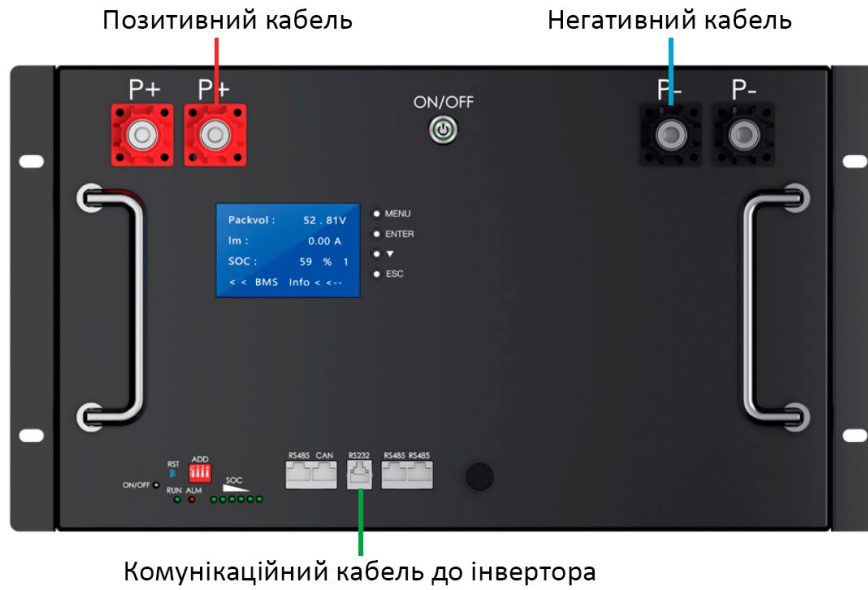 Позитивний кабель
Негативний кабель
P+ P+
P- P-
ON/OFF
Packvol : 52 . 81V
Im : 0.00 A
SOC : 59 % 1
< < BMS Info < <--
MENU
ENTER
▼
ESC
RST ADD
ON/OFF
RUN ALM
SOC
RS485 CAN RS232 RS485 RS485
Комунікаційний кабель до інвертора